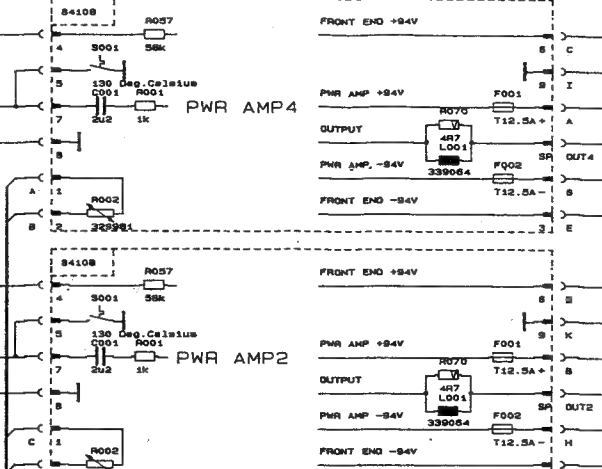 84108
R057
FRONT END +94V
4
S001
56k
6
C
5
130 Deg.Celsius
9
I
C001
R001
PWR AMP +94V
F001
7
2u2
1k
PWR AMP4
R070
T12.5A+
A
OUTPUT
4R7
8
L001
SP
OUT4
PWR AMP -94V
339064
F002
A
1
T12.5A-
G
R002
FRONT END -94V
B
2
329981
3
E
84108
R057
FRONT END +94V
4
S001
56k
6
5
130 Deg.Celsius
9
K
C001
R001
PWR AMP +94V
F001
7
2u2
1k
PWR AMP2
R070
T12.5A+
B
OUTPUT
4R7
8
L001
SP
OUT2
PWR AMP -94V
339064
F002
C
1
T12.5A-
H
R002
FRONT END -94V